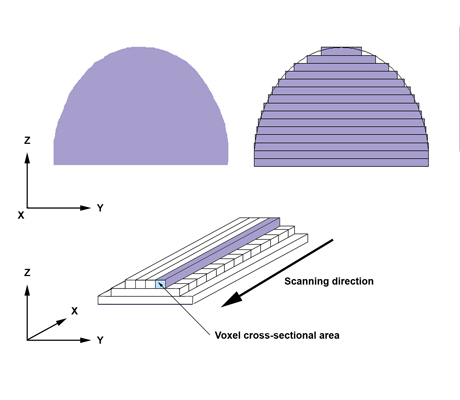 Z
X
Y
Z
X
Y
Scanning direction
Voxel cross-sectional area